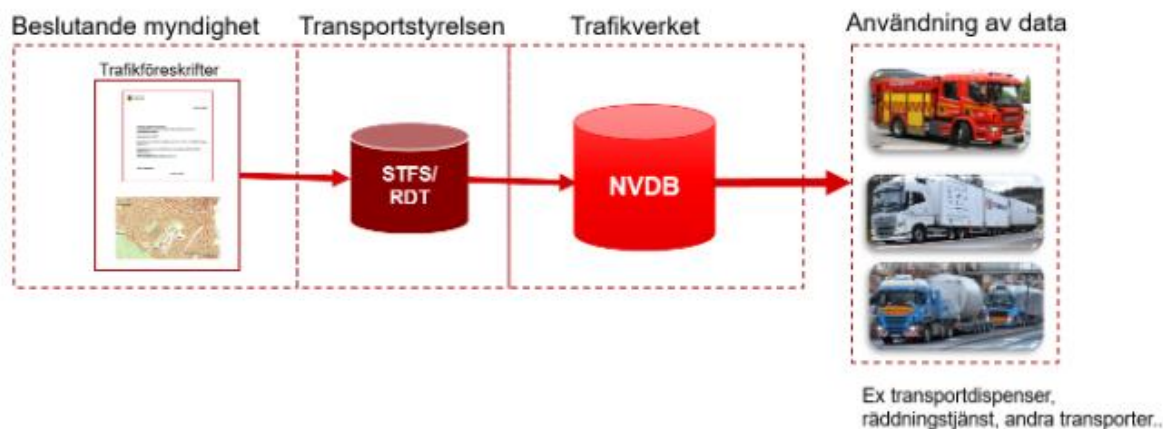 Beslutande myndighet
Transportstyrelsen
Trafikverket
Användning av data
Trafikföreskrifter
STFS/
RDT
NVDB
Ex transportdispenser,
räddningstjänst, andra transporter..